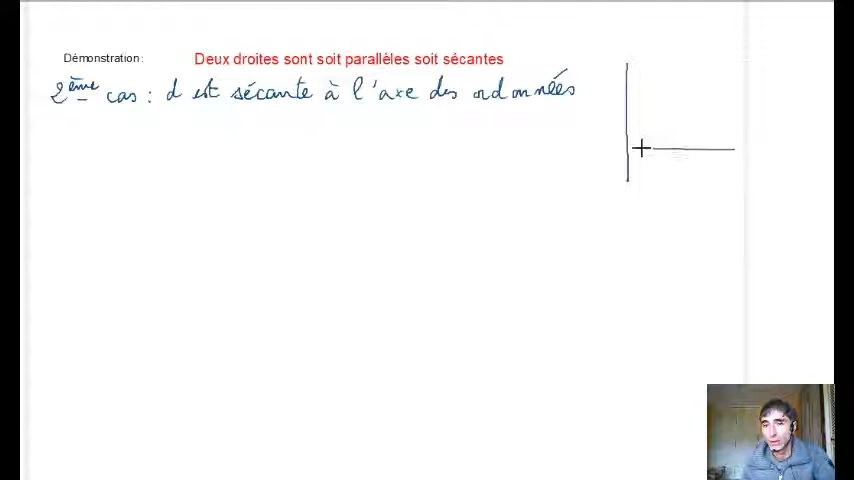 Démonstration: Deux droites sont soit parallèles soit sécantes
2ème cas : d est sécante à l'axe des ordonnées